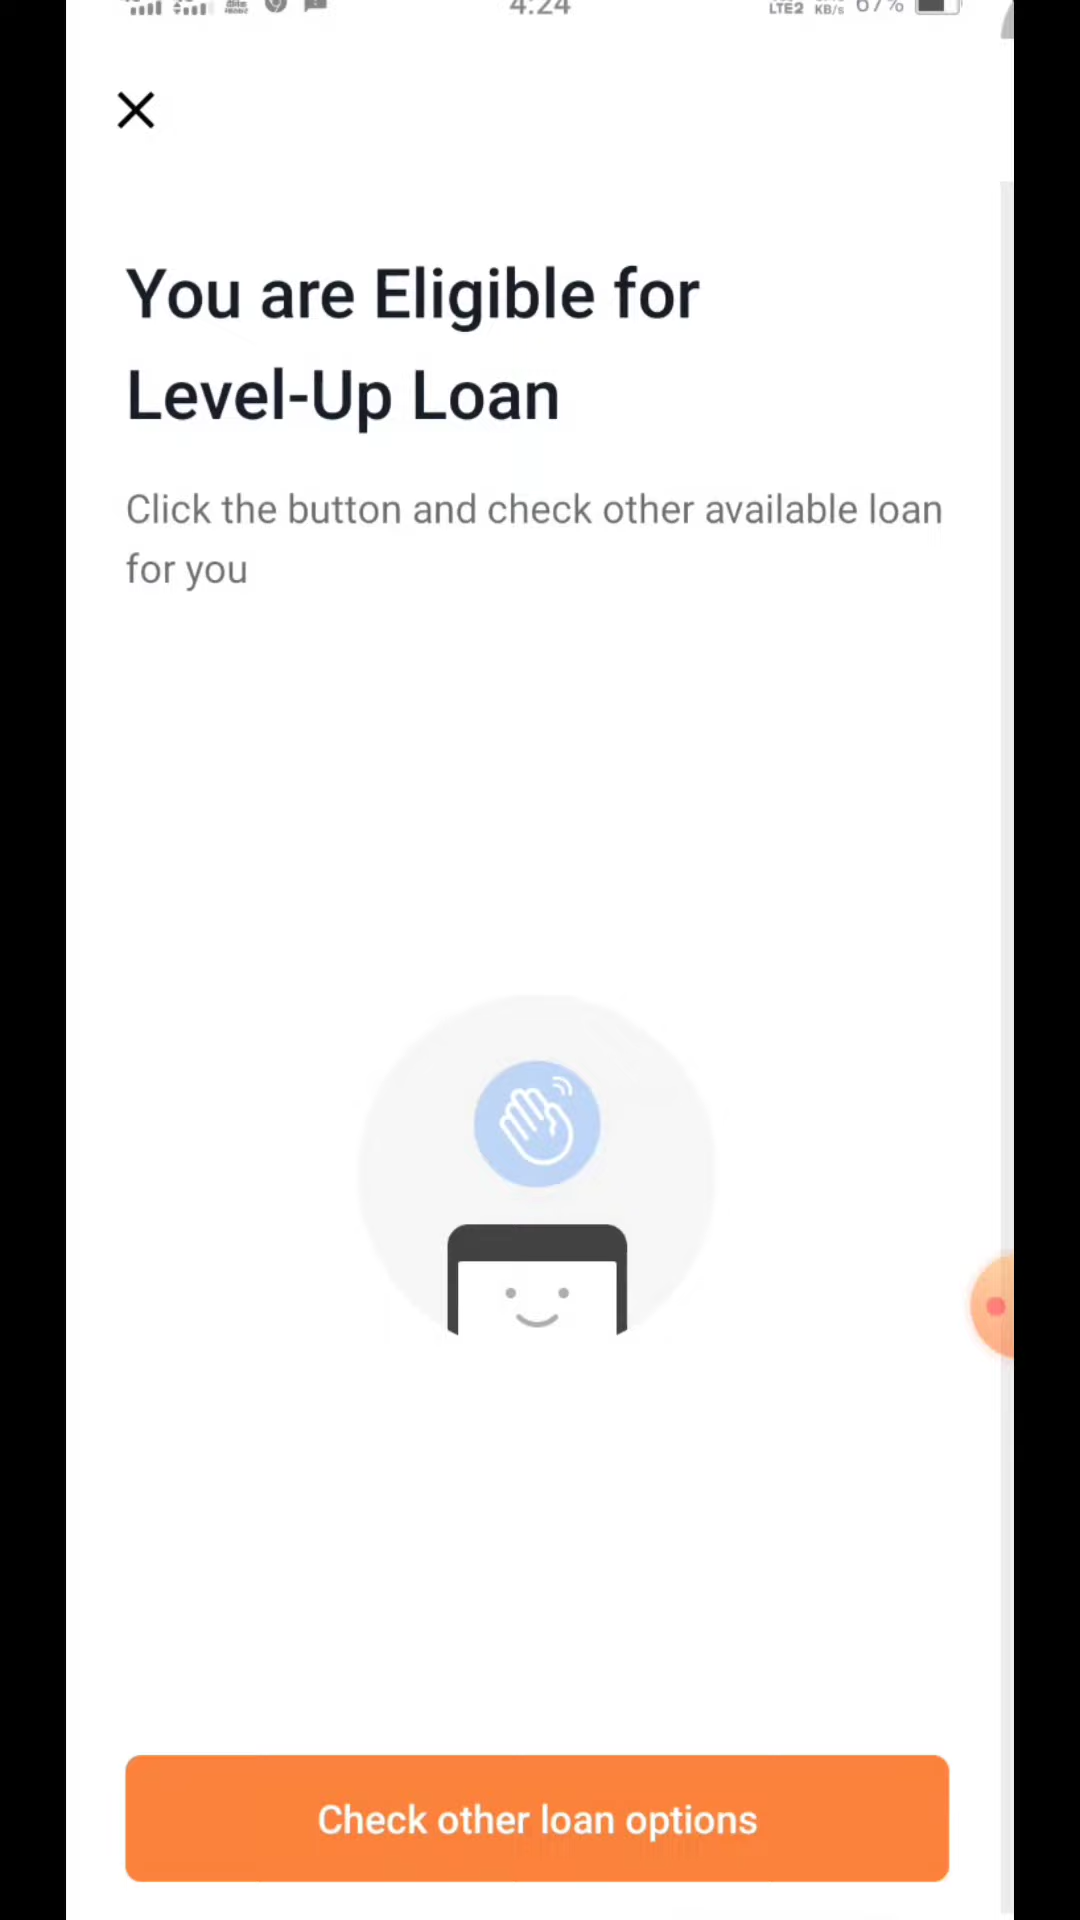 4:24
LTE2 KB/s 67%
You are Eligible for
Level-Up Loan
Click the button and check other available loan
for you
Check other loan options